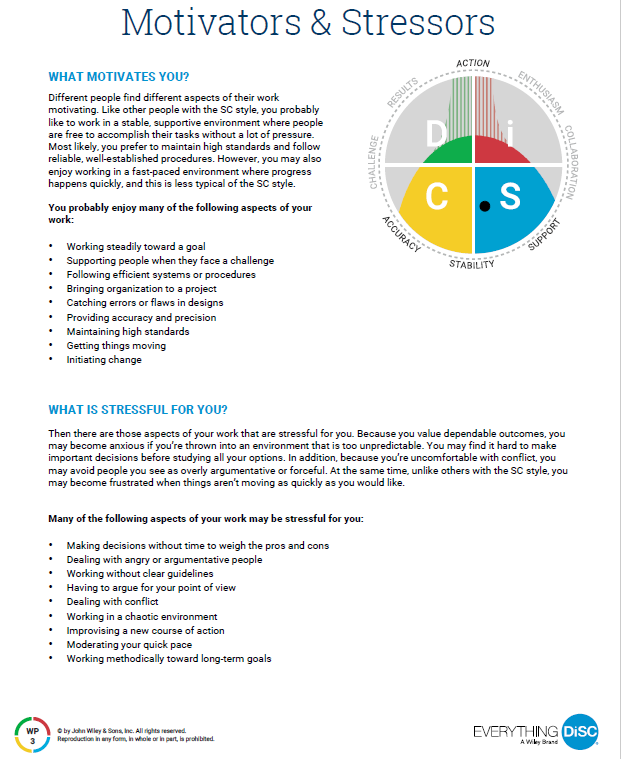 Motivators & Stressors
WHAT MOTIVATES YOU?
Different people find different aspects of their work
motivating. Like other people with the SC style, you probably
like to work in a stable, supportive environment where people
are free to accomplish their tasks without a lot of pressure.
Most likely, you prefer to maintain high standards and follow
reliable, well-established procedures. However, you may also
enjoy working in a fast-paced environment where progress
happens quickly, and this is less typical of the SC style.
You probably enjoy many of the following aspects of your
work:
• Working steadily toward a goal
• Supporting people when they face a challenge
• Following efficient systems or procedures
• Bringing organization to a project
• Catching errors or flaws in designs
• Providing accuracy and precision
• Maintaining high standards
• Getting things moving
• Initiating change
ACTION
ENTHUSIASM
COLLABORATION
SUPPORT
STABILITY
ACCURACY
CHALLENGE
RESULTS
D i
C S
WHAT IS STRESSFUL FOR YOU?
Then there are those aspects of your work that are stressful for you. Because you value dependable outcomes, you
may become anxious if you're thrown into an environment that is too unpredictable. You may find it hard to make
important decisions before studying all your options. In addition, because you're uncomfortable with conflict, you
may avoid people you see as overly argumentative or forceful. At the same time, unlike others with the SC style, you
may become frustrated when things aren't moving as quickly as you would like.
Many of the following aspects of your work may be stressful for you:
• Making decisions without time to weigh the pros and cons
• Dealing with angry or argumentative people
• Working without clear guidelines
• Having to argue for your point of view
• Dealing with conflict
• Working in a chaotic environment
• Improvising a new course of action
• Moderating your quick pace
• Working methodically toward long-term goals
WP
3
© by John Wiley & Sons, Inc. All rights reserved.
Reproduction in any form, in whole or in part, is prohibited.
EVERYTHING DiSC
A Wiley Brand